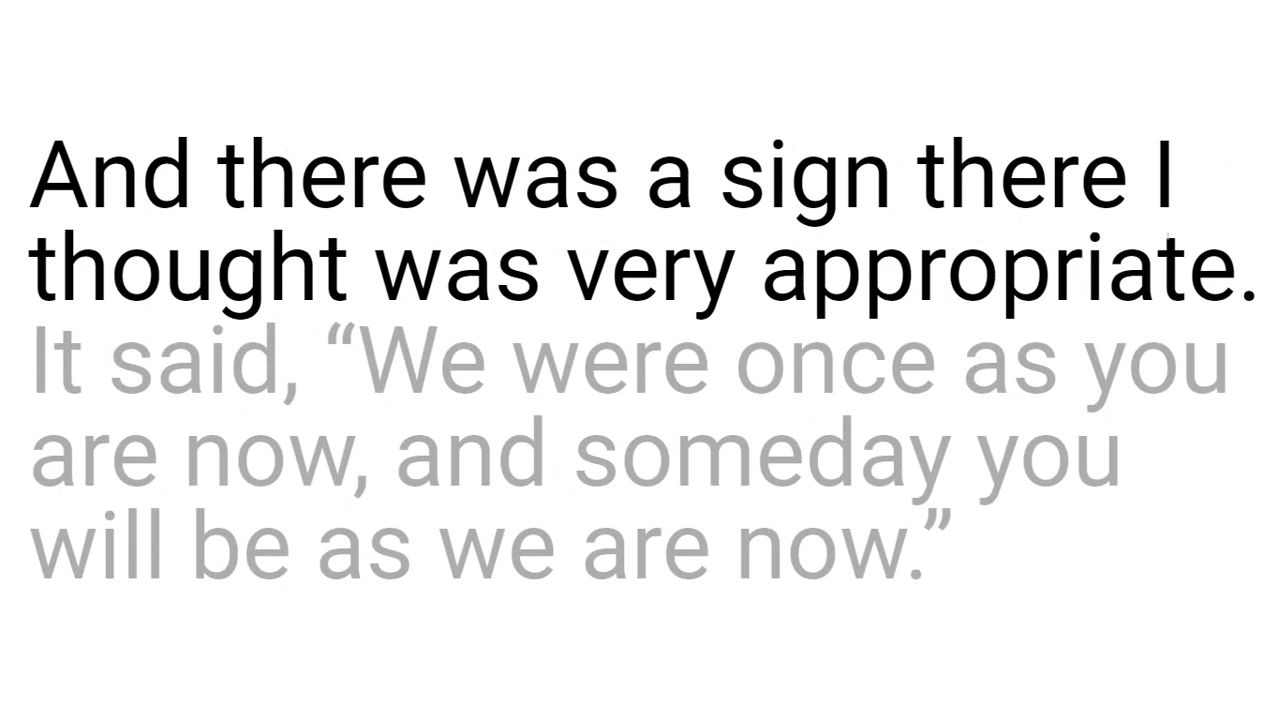 And there was a sign there I
thought was very appropriate.
It said, “We were once as you
are now, and someday you
will be as we are now.”